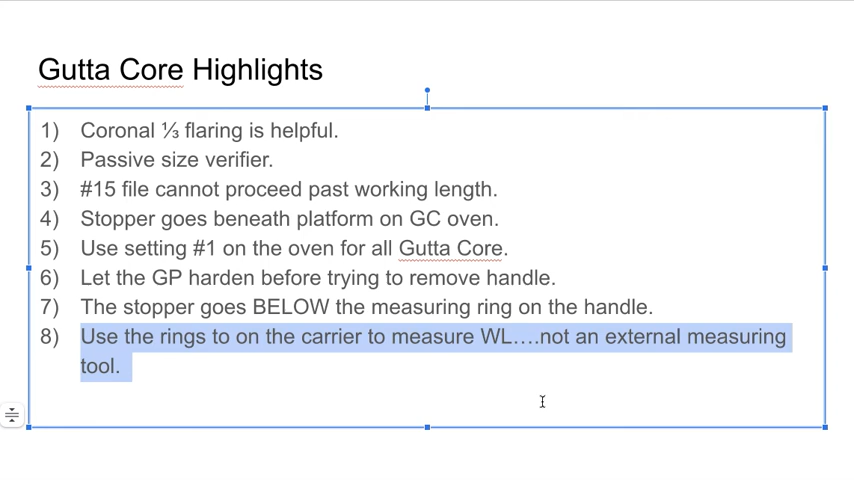 Gutta Core Highlights
1) Coronal ⅓ flaring is helpful.
2) Passive size verifier.
3) #15 file cannot proceed past working length.
4) Stopper goes beneath platform on GC oven.
5) Use setting #1 on the oven for all Gutta Core.
6) Let the GP harden before trying to remove handle.
7) The stopper goes BELOW the measuring ring on the handle.
8) Use the rings to on the carrier to measure WL….not an external measuring
tool.